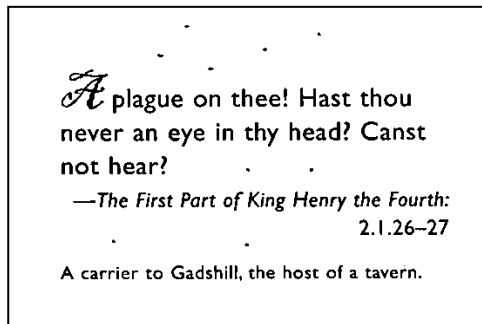 A plague on thee! Hast thou
never an eye in thy head? Canst
not hear?
—The First Part of King Henry the Fourth:
2.1.26–27
A carrier to Gadshill, the host of a tavern.